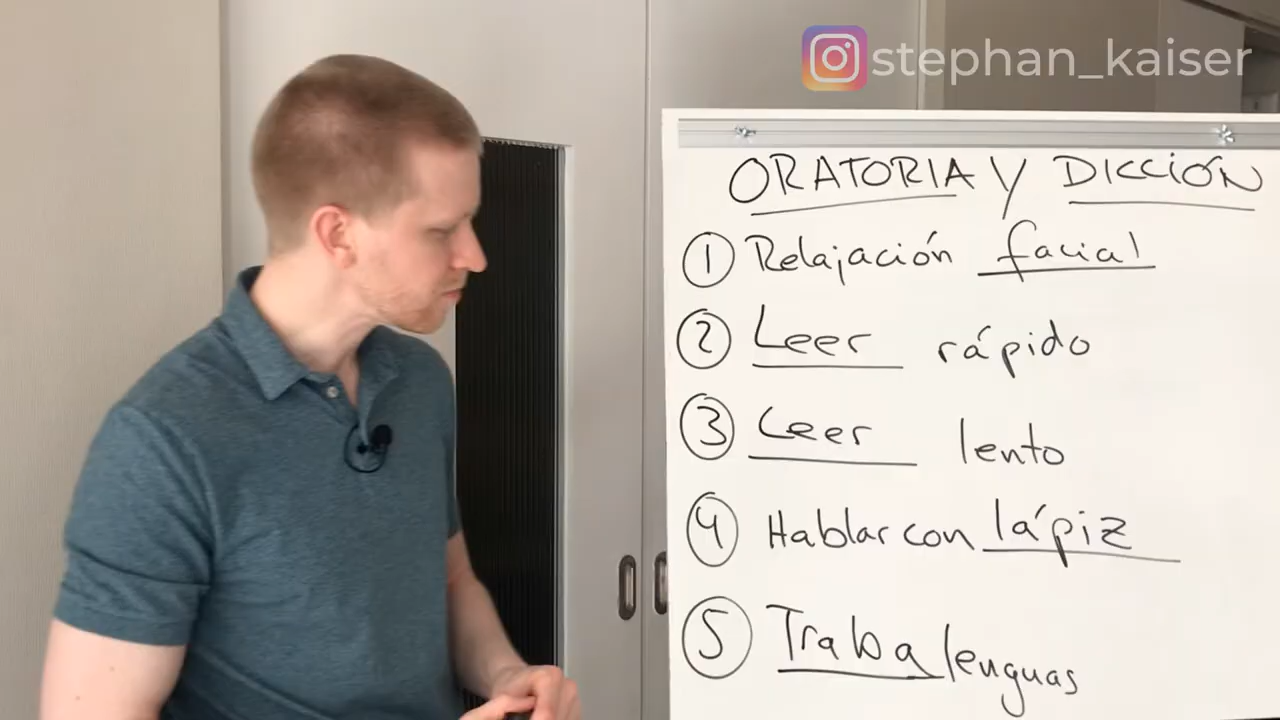 stephan_kaiser
ORATORIA Y DICCIÓN
1 Relajación facial
2 Leer rápido
3 Leer lento
4 Hablar con lápiz
5 Trabalenguas